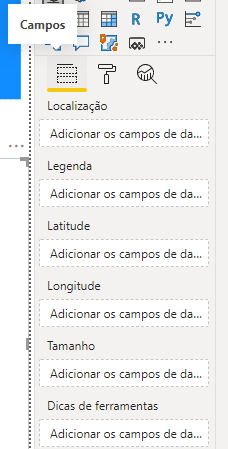 Campos
R
Py
Localização
Adicionar os campos de da...
Legenda
Adicionar os campos de da...
Latitude
Adicionar os campos de da...
Longitude
Adicionar os campos de da...
Tamanho
Adicionar os campos de da...
Dicas de ferramentas
Adicionar os campos de da...